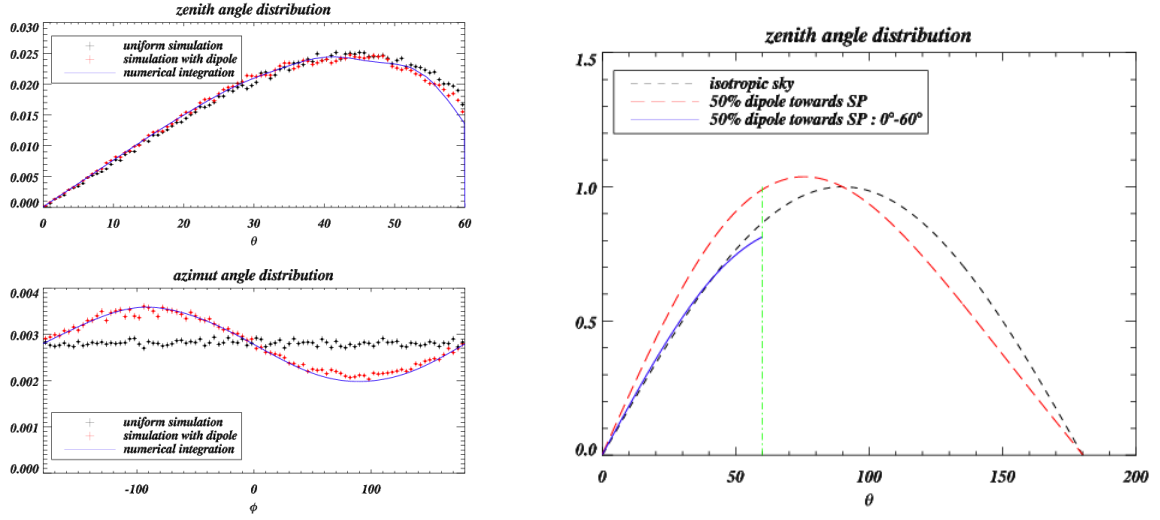 zenith angle distribution
0.030
0.025
0.020
0.015
0.010
0.005
0.000
uniform simulation
simulation with dipole
numerical integration
0 10 20 30 40 50 60
θ
azimut angle distribution
0.004
0.003
0.002
0.001
0.000
uniform simulation
simulation with dipole
numerical integration
-100 0 100
ϕ
zenith angle distribution
1.5
1.0
0.5
0.0
isotropic sky
50% dipole towards SP
50% dipole towards SP : 0°-60°
0 50 100 150 200
θ